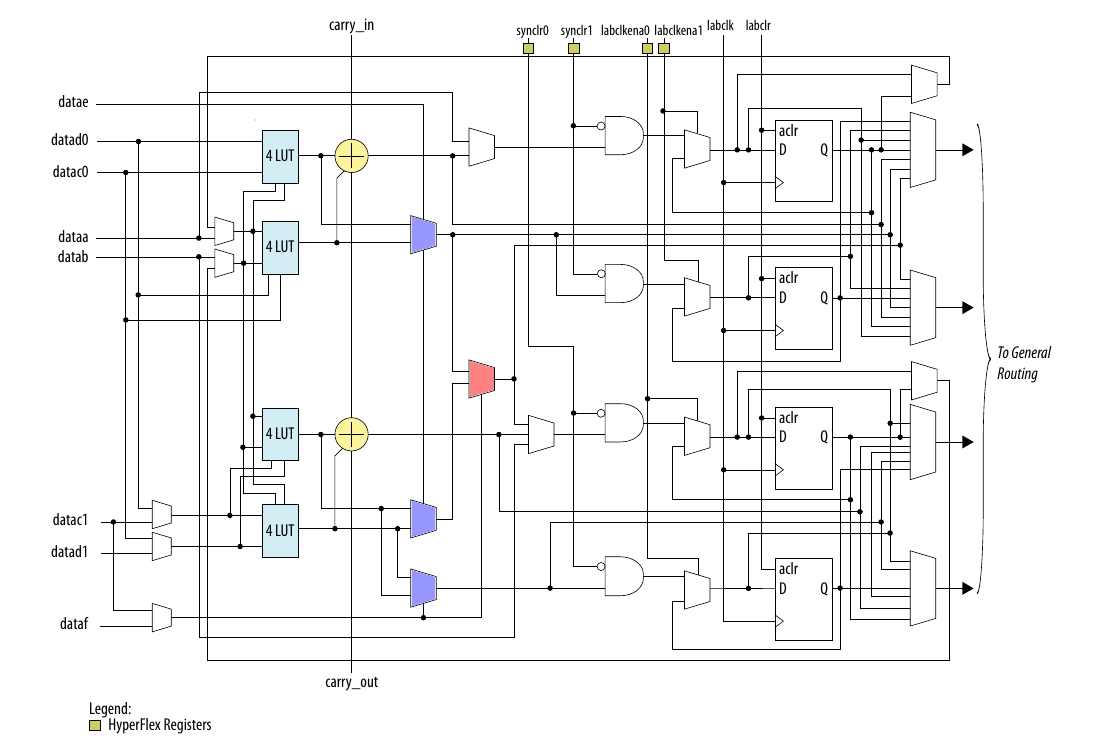 carry_in
synclr0
synclr1
labclkena0
labclkena1
labclk
labclr
datae
datad0
datac0
dataa
datab
4 LUT
4 LUT
aclr
D
Q
aclr
D
Q
To General
Routing
4 LUT
4 LUT
aclr
D
Q
aclr
D
Q
datac1
datad1
dataf
carry_out
Legend:
HyperFlex Registers